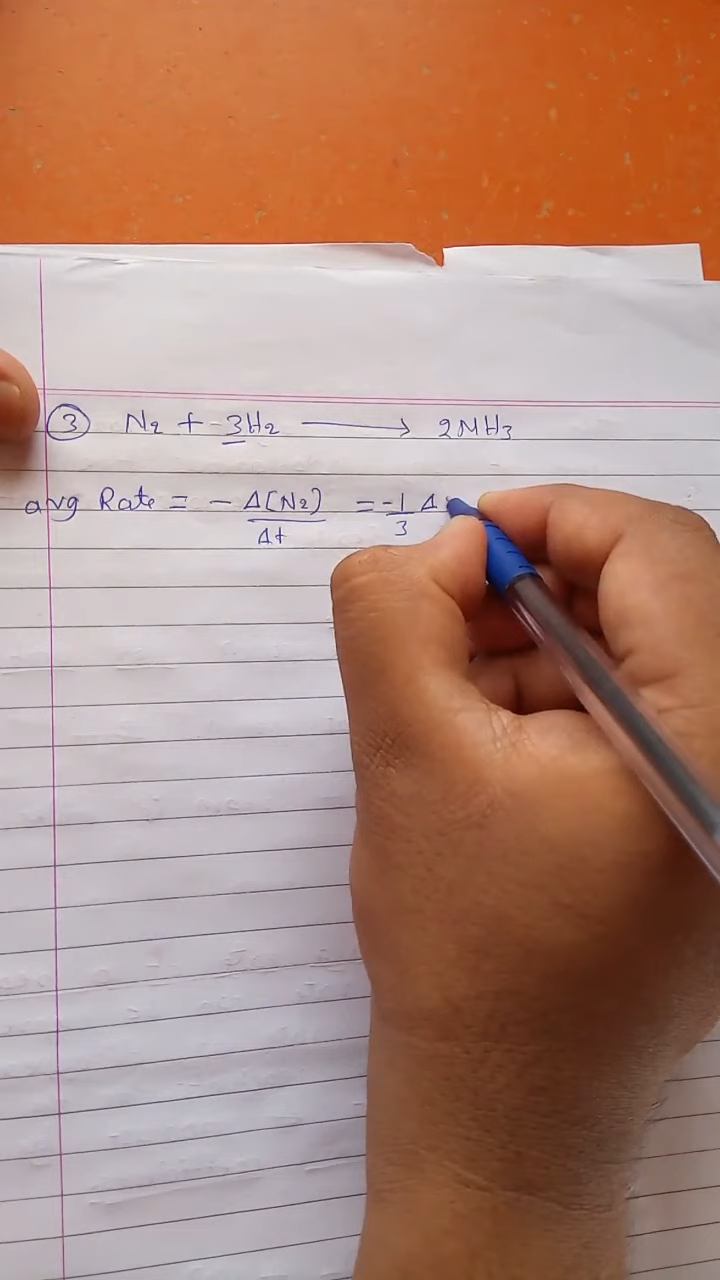 ③ N₂ + 3H₂ ⟶ 2NH₃
avg Rate = - Δ[N₂]/Δt = -1/3 Δ